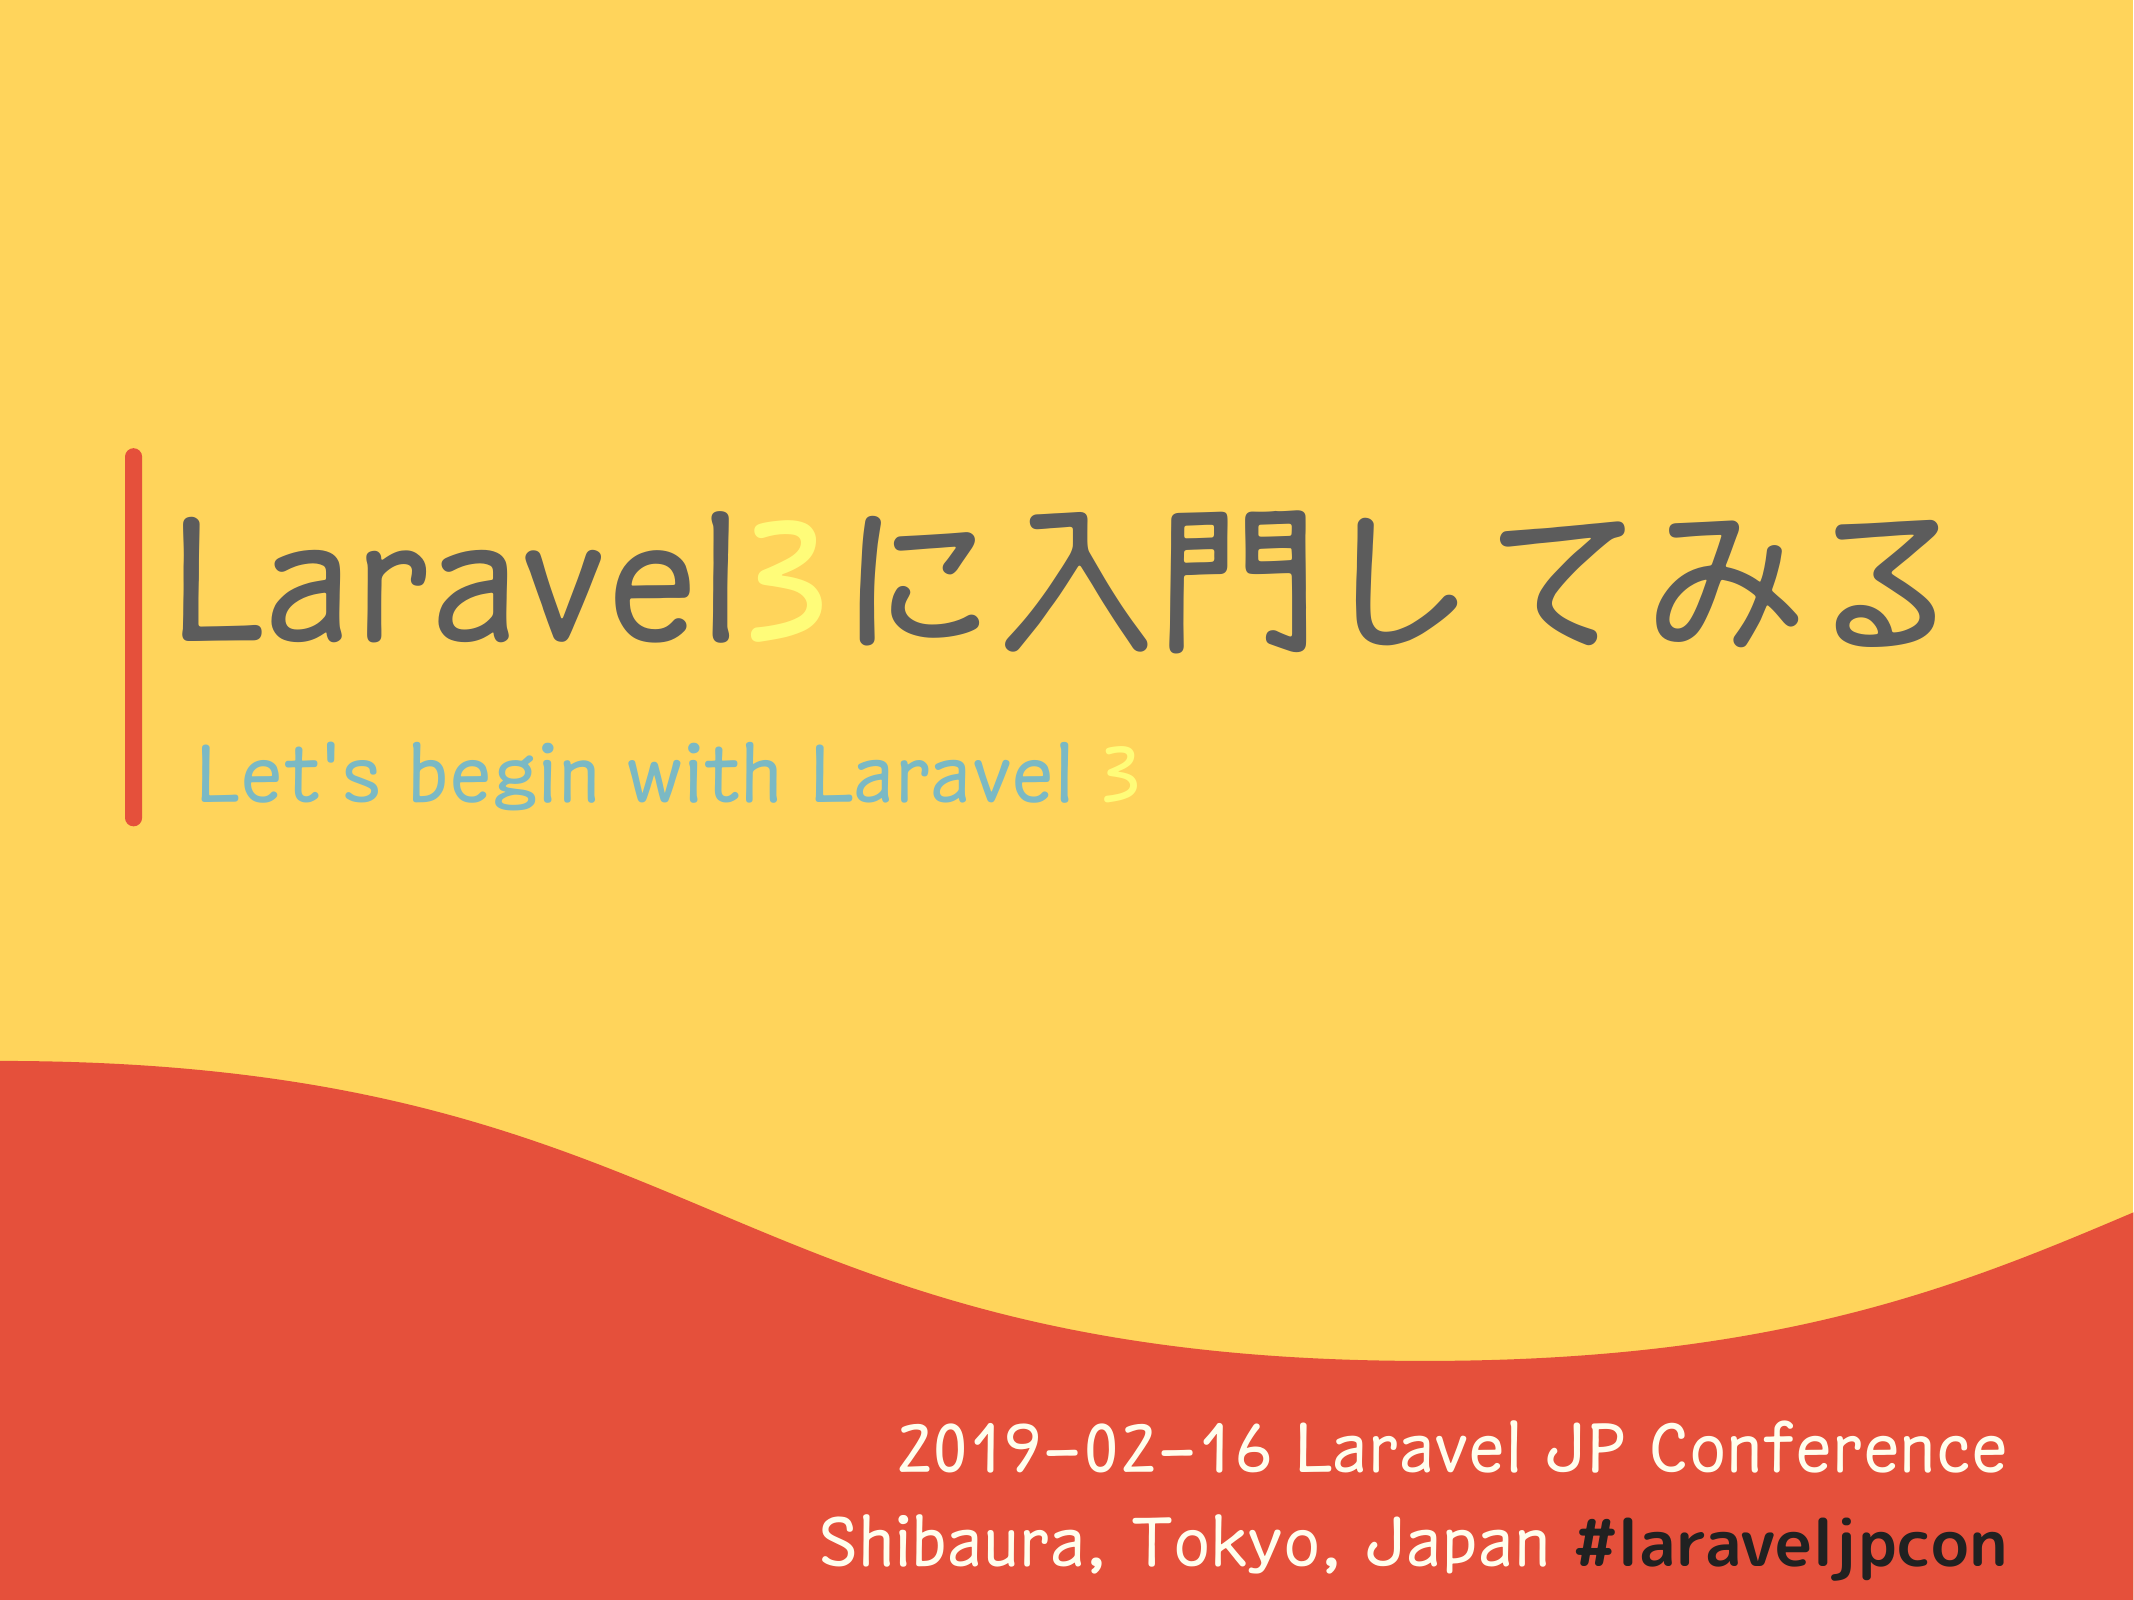 Laravel3に入門してみる
Let's begin with Laravel 3
2019-02-16 Laravel JP Conference
Shibaura, Tokyo, Japan #laraveljpcon